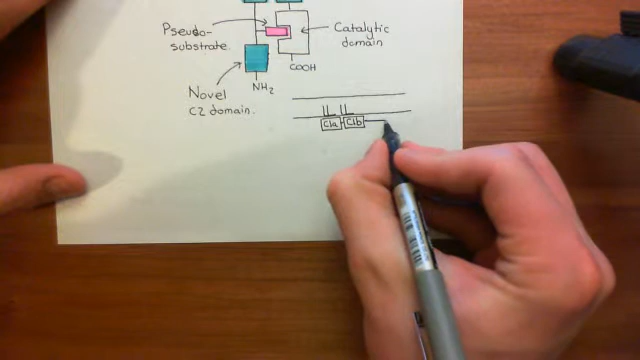 Pseudo-
substrate
Catalytic
domain
COOH
NH2
Novel
C2 domain.
C1a
C1b